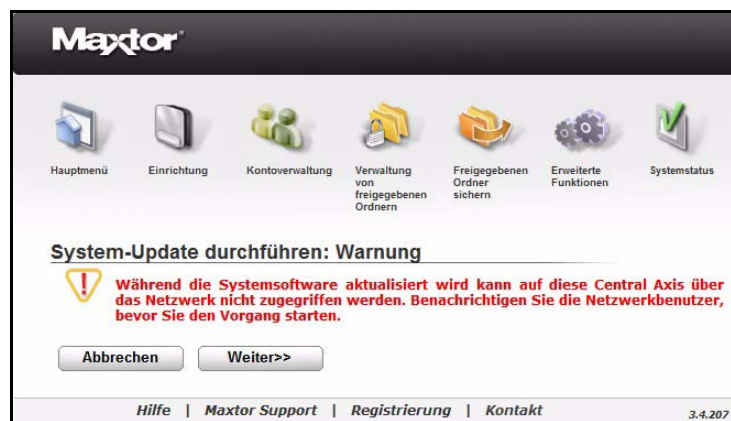 Maxtor
Hauptmenü
Einrichtung
Kontoverwaltung
Verwaltung
von
freigegebenen
Ordnern
Freigegebenen
Ordner
sichern
Erweiterte
Funktionen
Systemstatus
System-Update durchführen: Warnung
Während die Systemsoftware aktualisiert wird kann auf diese Central Axis über
das Netzwerk nicht zugegriffen werden. Benachrichtigen Sie die Netzwerkbenutzer,
bevor Sie den Vorgang starten.
Abbrechen
Weiter>>
Hilfe | Maxtor Support | Registrierung | Kontakt
3.4.207